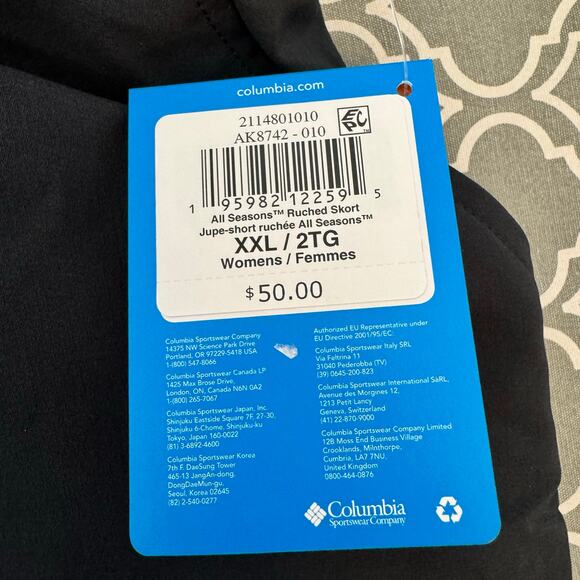 columbia.com
2114801010
AK8742 - 010
EPC™
1 95982 12259 5
All Seasons™ Ruched Skort
Jupe-short ruchée All Seasons™
XXL / 2TG
Womens / Femmes
$50.00
Columbia Sportswear Company
14375 NW Science Park Drive
Portland, OR 97229-5418 USA
1-(800) 547-8066
Columbia Sportswear Canada LP
1425 Max Brose Drive,
London, ON, Canada N6N 0A2
1-(800) 265-7067
Columbia Sportswear Japan, Inc.
Shinjuku Eastside Square 7F, 27-30,
Shinjuku 6-Chome, Shinjuku-ku
Tokyo, Japan 160-0022
(81) 3-6892-4600
Columbia Sportswear Korea
7th F. DaeSung Tower
465-13 JangAn-dong,
DongDaeMun-gu,
Seoul, Korea 02645
(82) 2-540-0277
Authorized EU Representative under
EU Directive 2001/95/EC:
Columbia Sportswear Italy SRL
Via Feltrina 11
31040 Pederobba (TV)
(39) 0645-200-823
Columbia Sportswear International SàRL,
Avenue des Morgines 12,
1213 Petit Lancy
Geneva, Switzerland
(41) 22-870-9000
Columbia Sportswear Company Limited
12B Moss End Business Village
Crooklands, Milnthorpe,
Cumbria, LA7 7NU,
United Kingdom
0800-464-0876
Columbia
Sportswear Company